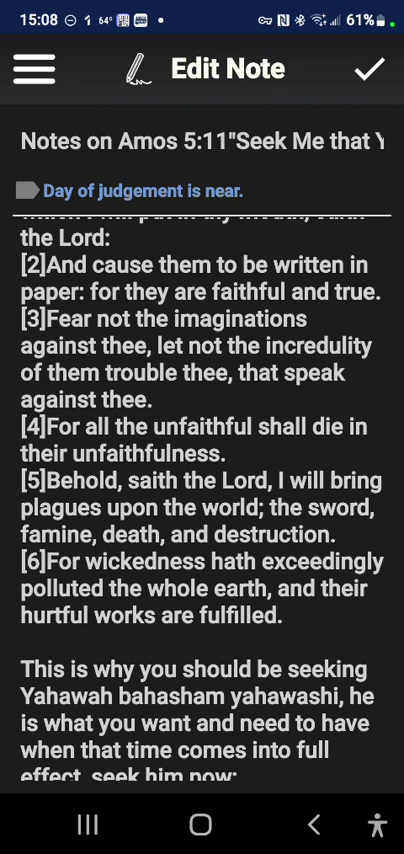 15:08 64° 61%
Edit Note
Notes on Amos 5:11"Seek Me that Y
Day of judgement is near.
the Lord:
[2]And cause them to be written in
paper: for they are faithful and true.
[3]Fear not the imaginations
against thee, let not the incredulity
of them trouble thee, that speak
against thee.
[4]For all the unfaithful shall die in
their unfaithfulness.
[5]Behold, saith the Lord, I will bring
plagues upon the world; the sword,
famine, death, and destruction.
[6]For wickedness hath exceedingly
polluted the whole earth, and their
hurtful works are fulfilled.
This is why you should be seeking
Yahawah bahasham yahawashi, he
is what you want and need to have
when that time comes into full
effect, seek him now: